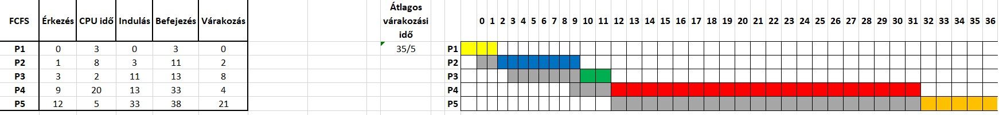 FCFS Érkezés CPU idő Indulás Befejezés Várakozás
P1 0 3 0 3 0
P2 1 8 3 11 2
P3 3 2 11 13 8
P4 9 20 13 33 4
P5 12 5 33 38 21
Átlagos
várakozási
idő
35/5
0 1 2 3 4 5 6 7 8 9 10 11 12 13 14 15 16 17 18 19 20 21 22 23 24 25 26 27 28 29 30 31 32 33 34 35 36
P1
P2
P3
P4
P5